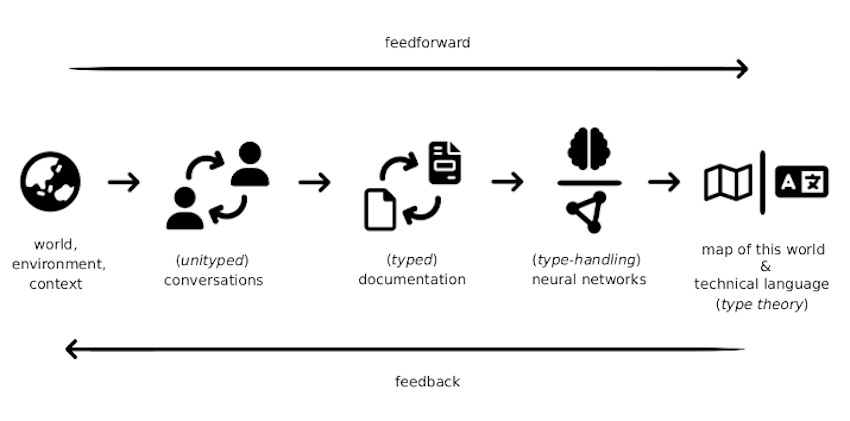 feedforward
A 文
world,
environment,
context
(unityped)
conversations
(typed)
documentation
(type-handling)
neural networks
map of this world
&
technical language
(type theory)
feedback